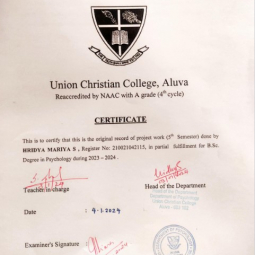 Union Christian College, Aluva
Reaccredited by NAAC with A grade (4th cycle)
CERTIFICATE
This is to certify that this is the original record of project work (5th Semester) done by
HRIDYA MARIYA S , Register No: 210021042115, in partial fulfillment for B.Sc.
Degree in Psychology during 2023 – 2024 .
Teacher in-charge
Head of the Department
Date : 9-1-2024
Examiner's Signature :